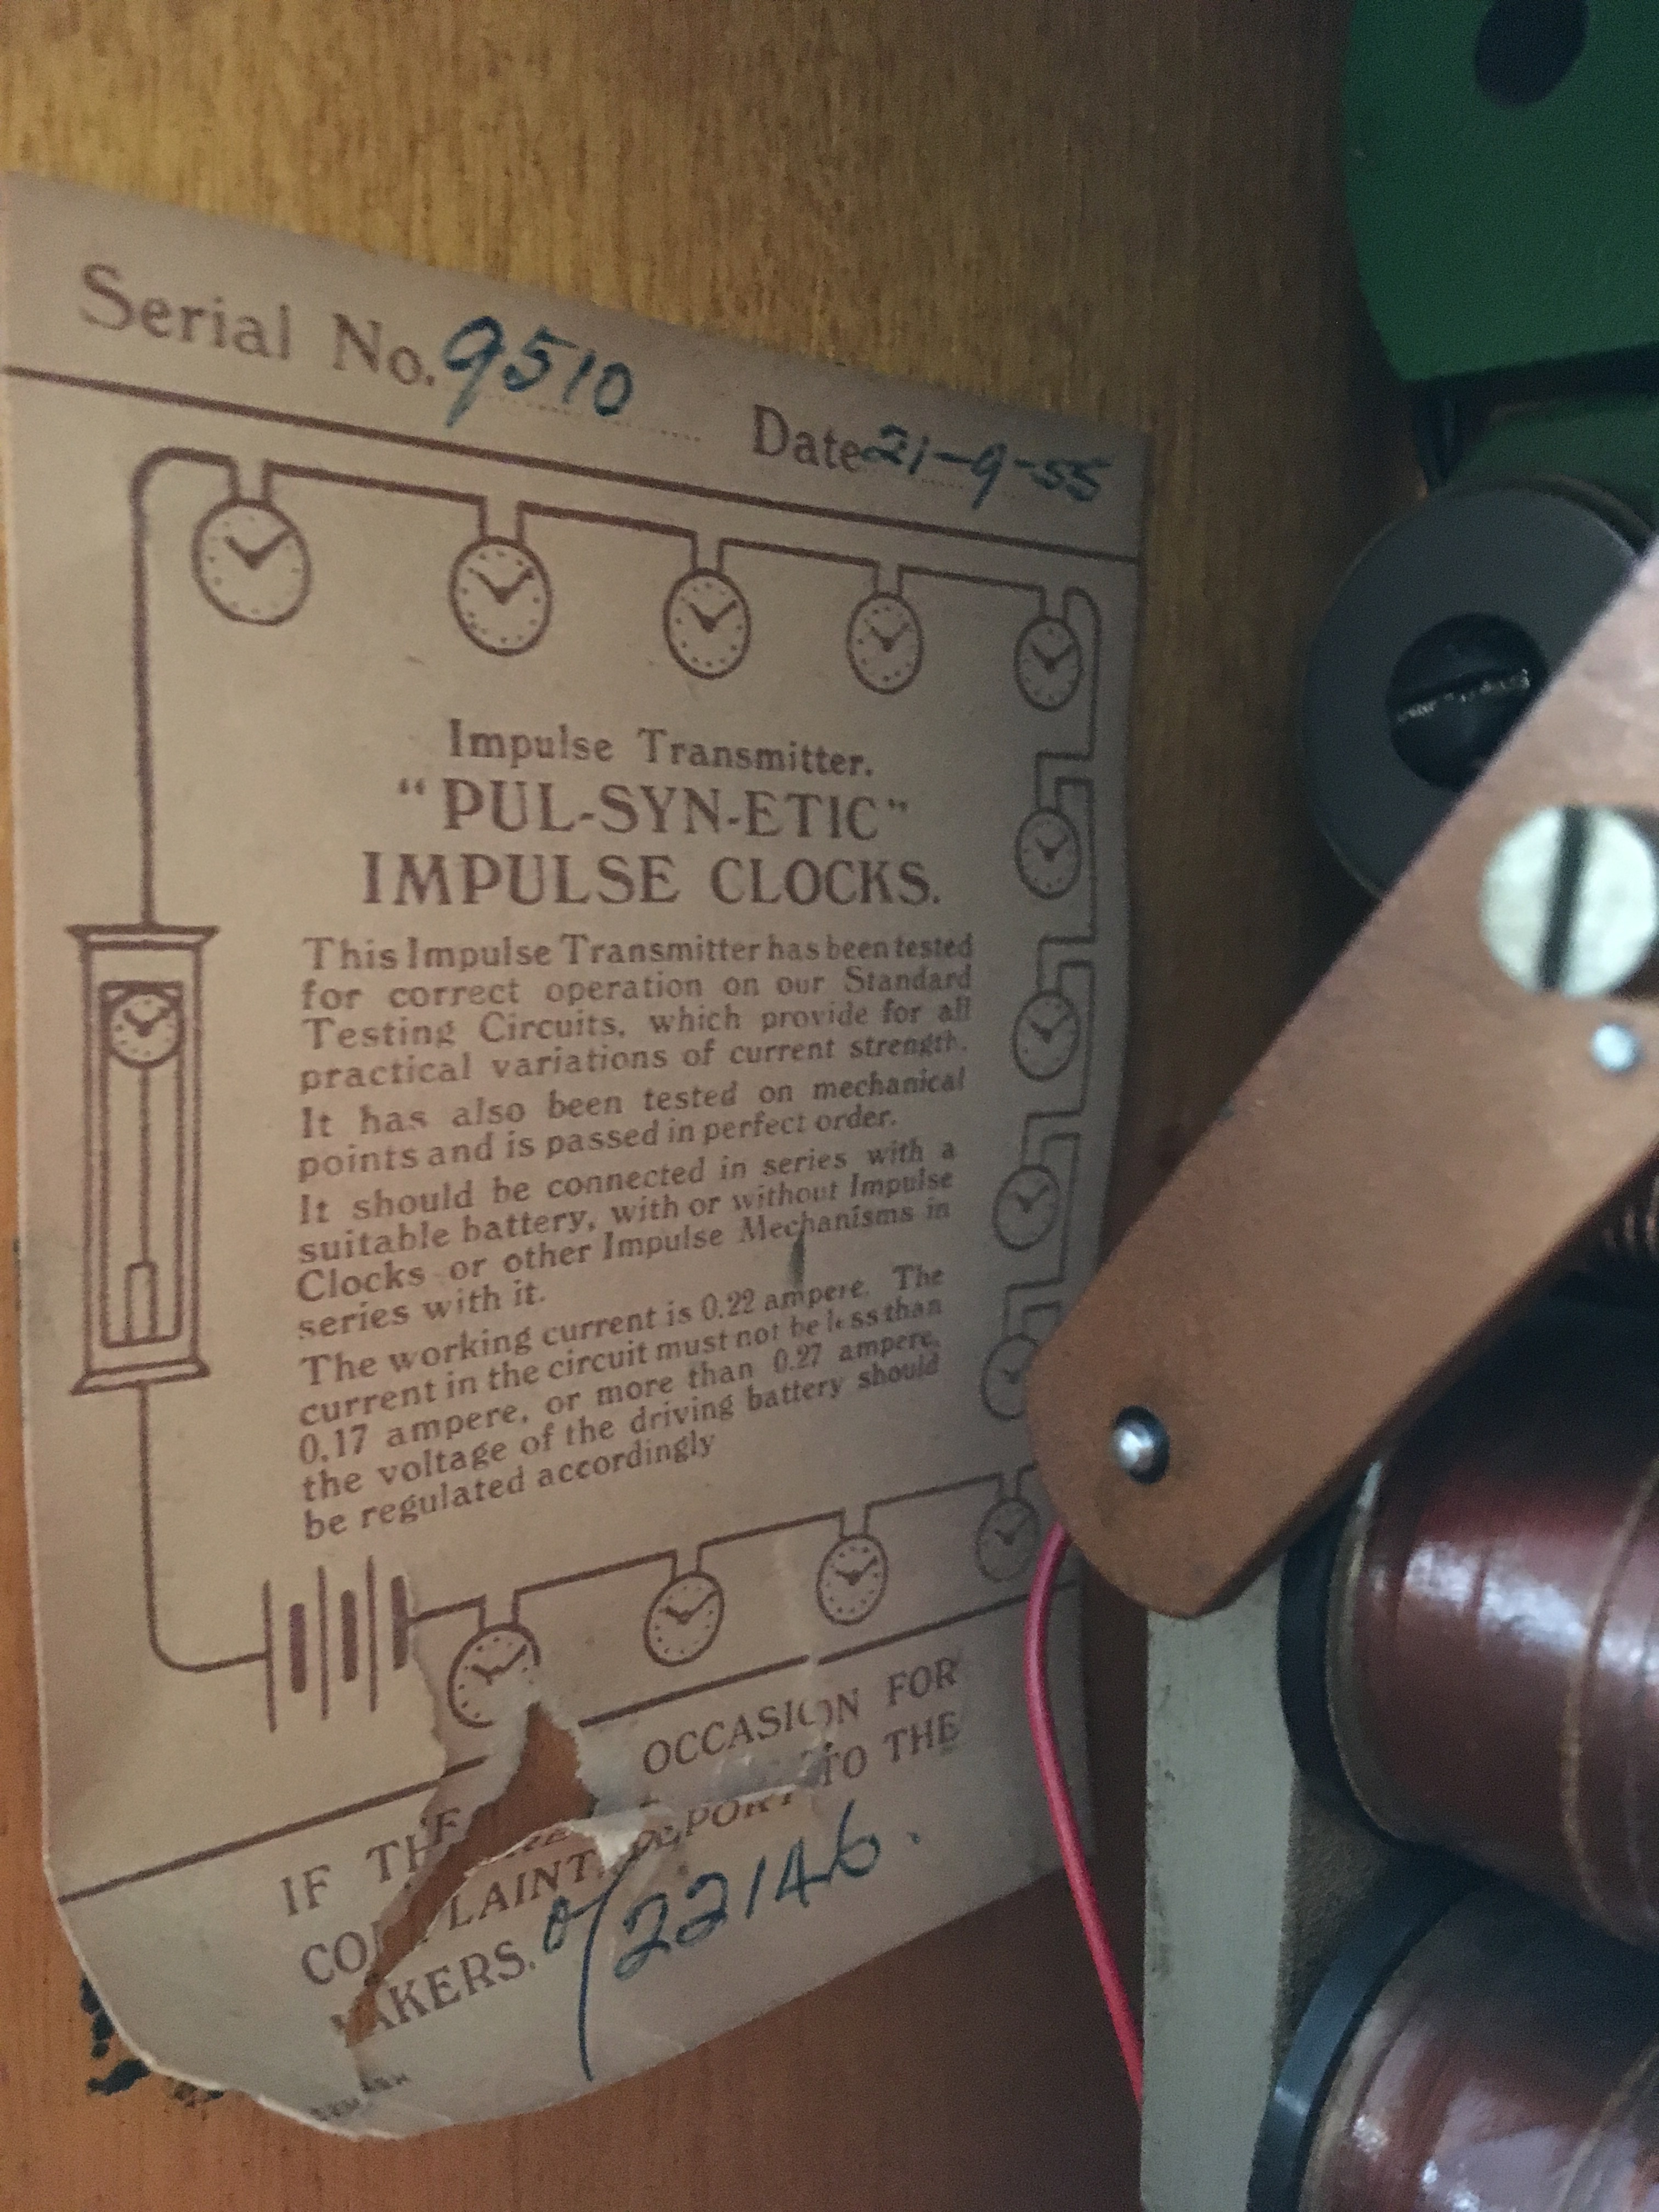 Serial No. 9510 Date 21-9-55
Impulse Transmitter.
"PUL-SYN-ETIC"
IMPULSE CLOCKS.
This Impulse Transmitter has been tested
for correct operation on our Standard
Testing Circuits, which provide for all
practical variations of current strength.
It has also been tested on mechanical
points and is passed in perfect order.
It should be connected in series with a
suitable battery, with or without Impulse
Clocks or other Impulse Mechanisms in
series with it.
The working current is 0.22 ampere. The
current in the circuit must not be less than
0.17 ampere, or more than 0.27 ampere,
the voltage of the driving battery should
be regulated accordingly
IF OCCASION FOR
TO THE
MAKERS. 22146.